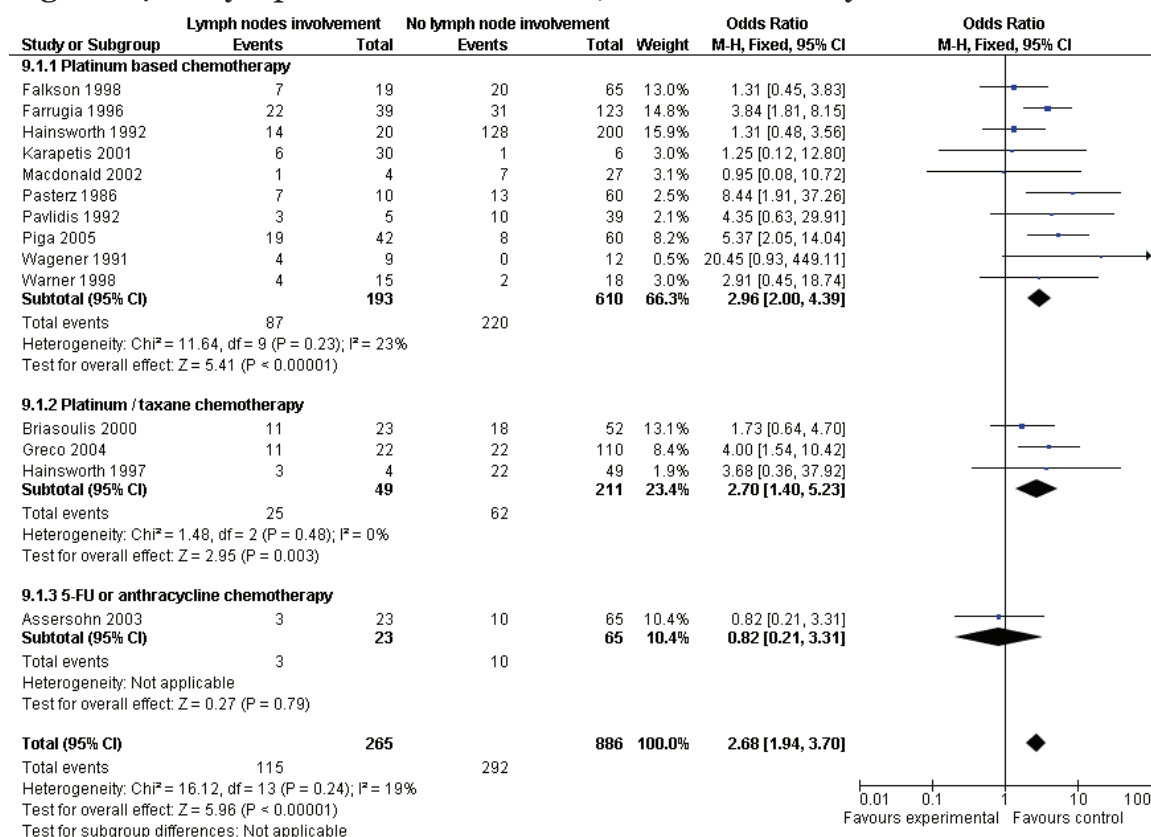 Lymph nodes involvement No lymph node involvement Odds Ratio Odds Ratio
Study or Subgroup Events Total Events Total Weight M-H, Fixed, 95% CI M-H, Fixed, 95% CI
9.1.1 Platinum based chemotherapy
Falkson 1998 7 19 20 65 13.0% 1.31 [0.45, 3.83]
Farrugia 1996 22 39 31 123 14.8% 3.84 [1.81, 8.15]
Hainsworth 1992 14 20 128 200 15.9% 1.31 [0.48, 3.56]
Karapetis 2001 6 30 1 6 3.0% 1.25 [0.12, 12.80]
Macdonald 2002 1 4 7 27 3.1% 0.95 [0.08, 10.72]
Pasterz 1986 7 10 13 60 2.5% 8.44 [1.91, 37.26]
Pavlidis 1992 3 5 10 39 2.1% 4.35 [0.63, 29.91]
Piga 2005 19 42 8 60 8.2% 5.37 [2.05, 14.04]
Wagener 1991 4 9 0 12 0.5% 20.45 [0.93, 449.11]
Warner 1998 4 15 2 18 3.0% 2.91 [0.45, 18.74]
Subtotal (95% CI) 193 610 66.3% 2.96 [2.00, 4.39]
Total events 87 220
Heterogeneity: Chi² = 11.64, df = 9 (P = 0.23); I² = 23%
Test for overall effect: Z = 5.41 (P < 0.00001)
9.1.2 Platinum / taxane chemotherapy
Briasoulis 2000 11 23 18 52 13.1% 1.73 [0.64, 4.70]
Greco 2004 11 22 22 110 8.4% 4.00 [1.54, 10.42]
Hainsworth 1997 3 4 22 49 1.9% 3.68 [0.36, 37.92]
Subtotal (95% CI) 49 211 23.4% 2.70 [1.40, 5.23]
Total events 25 62
Heterogeneity: Chi² = 1.48, df = 2 (P = 0.48); I² = 0%
Test for overall effect: Z = 2.95 (P = 0.003)
9.1.3 5-FU or anthracycline chemotherapy
Assersohn 2003 3 23 10 65 10.4% 0.82 [0.21, 3.31]
Subtotal (95% CI) 23 65 10.4% 0.82 [0.21, 3.31]
Total events 3 10
Heterogeneity: Not applicable
Test for overall effect: Z = 0.27 (P = 0.79)
Total (95% CI) 265 886 100.0% 2.68 [1.94, 3.70]
Total events 115 292
Heterogeneity: Chi² = 16.12, df = 13 (P = 0.24); I² = 19%
Test for overall effect: Z = 5.96 (P < 0.00001)
Test for subgroup differences: Not applicable
0.01 0.1 1 10 100
Favours experimental Favours control